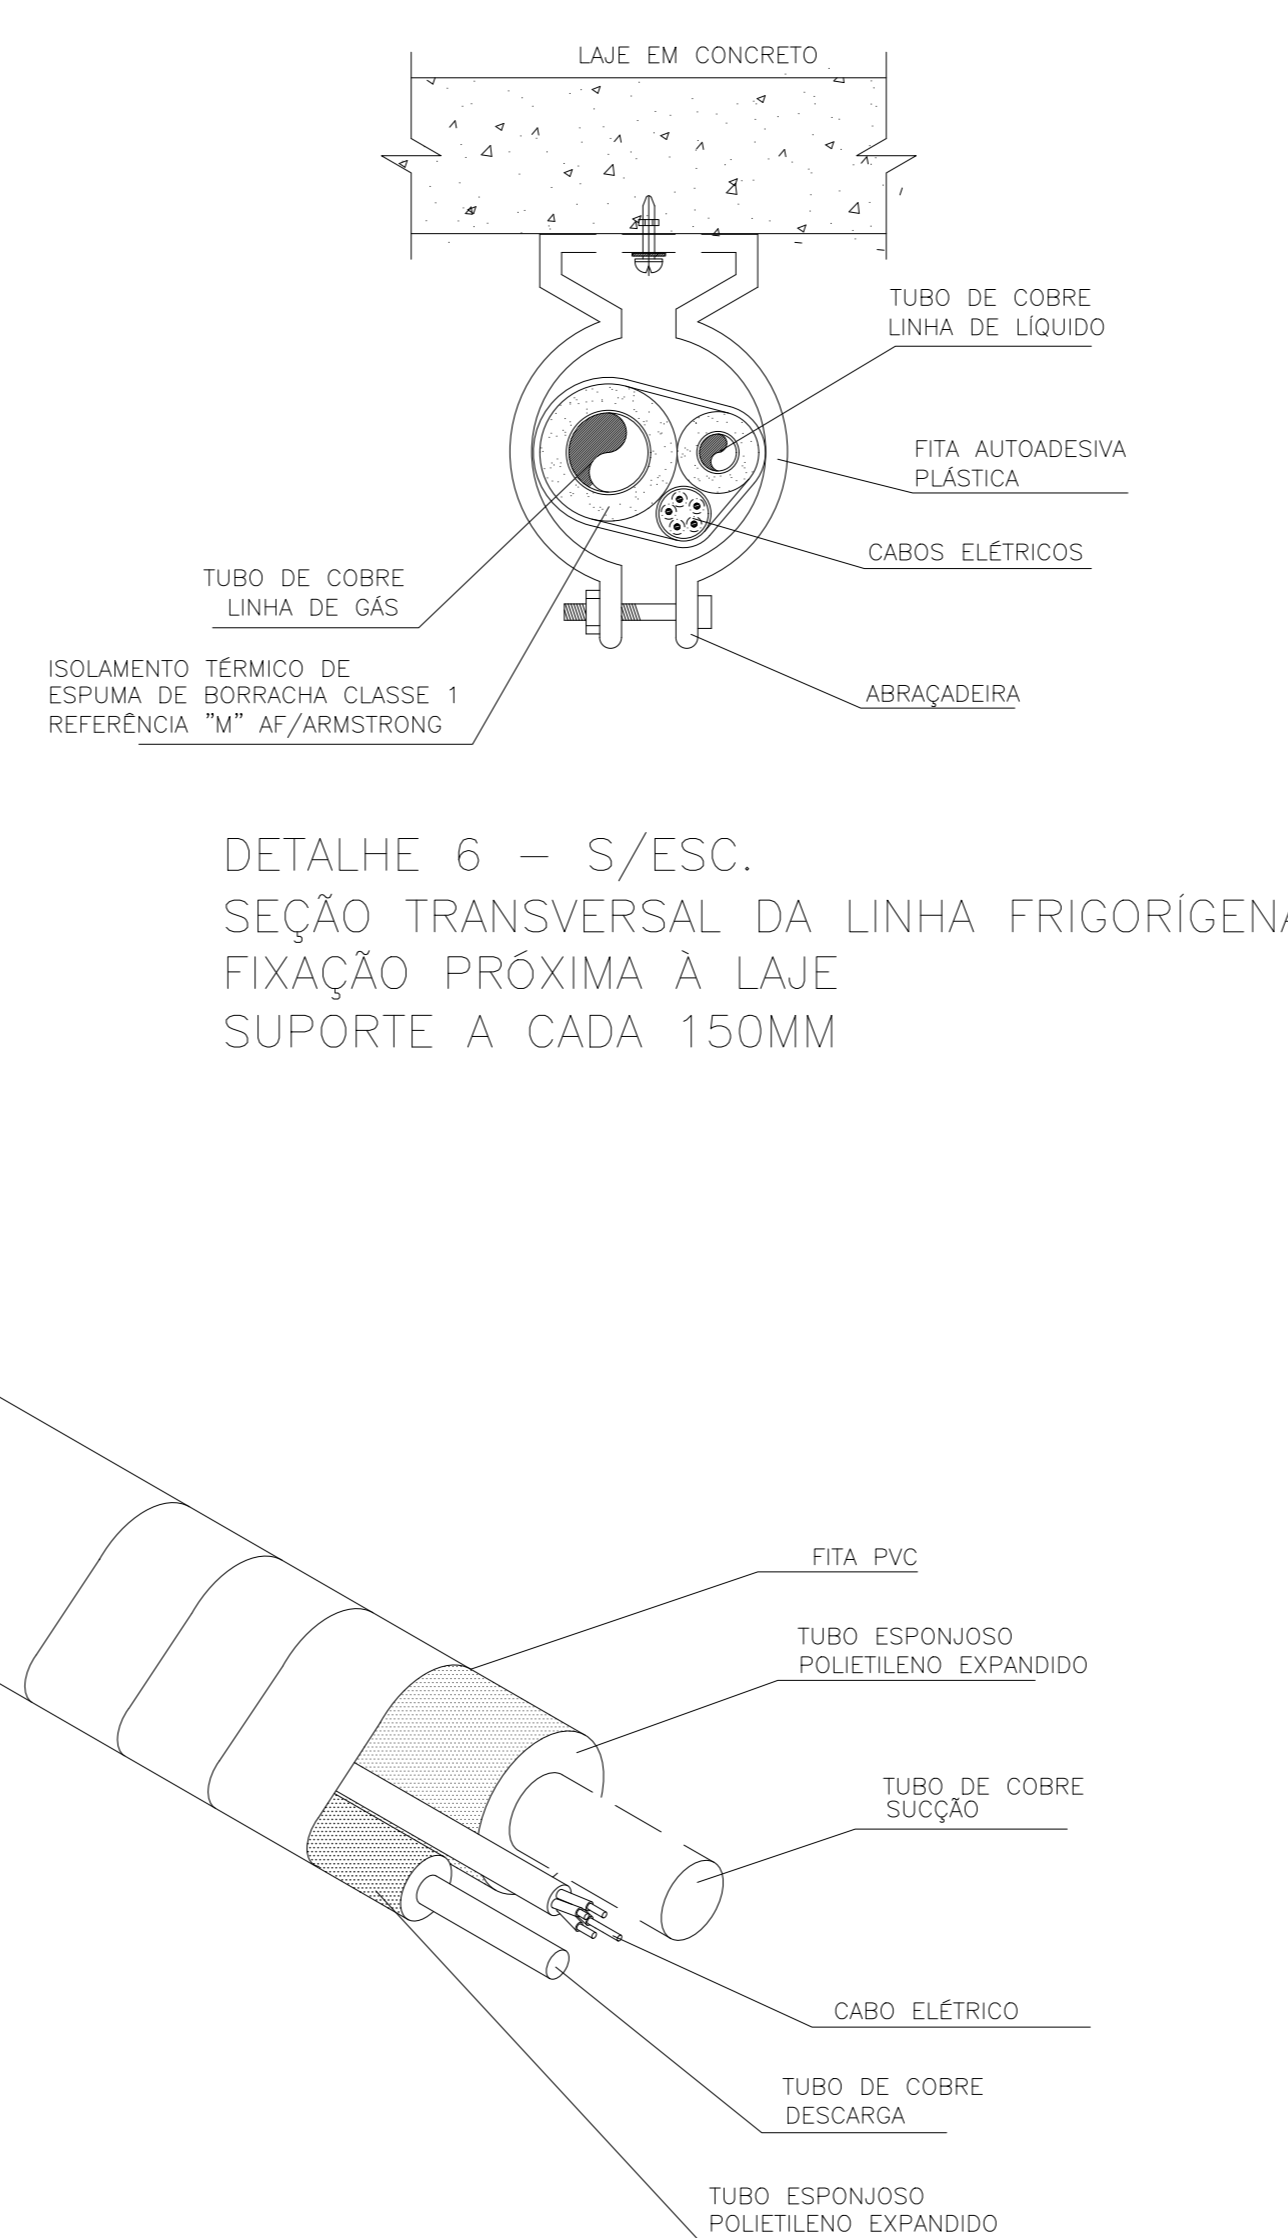 LAJE EM CONCRETO
TUBO DE COBRE
LINHA DE LÍQUIDO
FITA AUTOADESIVA
PLÁSTICA
CABOS ELÉTRICOS
TUBO DE COBRE
LINHA DE GÁS
ISOLAMENTO TÉRMICO DE
ESPUMA DE BORRACHA CLASSE 1
REFERÊNCIA "M" AF/ARMSTRONG
ABRAÇADEIRA
DETALHE 6 – S/ESC.
SEÇÃO TRANSVERSAL DA LINHA FRIGORÍGENA
FIXAÇÃO PRÓXIMA À LAJE
SUPORTE A CADA 150MM
FITA PVC
TUBO ESPONJOSO
POLIETILENO EXPANDIDO
TUBO DE COBRE
SUCÇÃO
CABO ELÉTRICO
TUBO DE COBRE
DESCARGA
TUBO ESPONJOSO
POLIETILENO EXPANDIDO